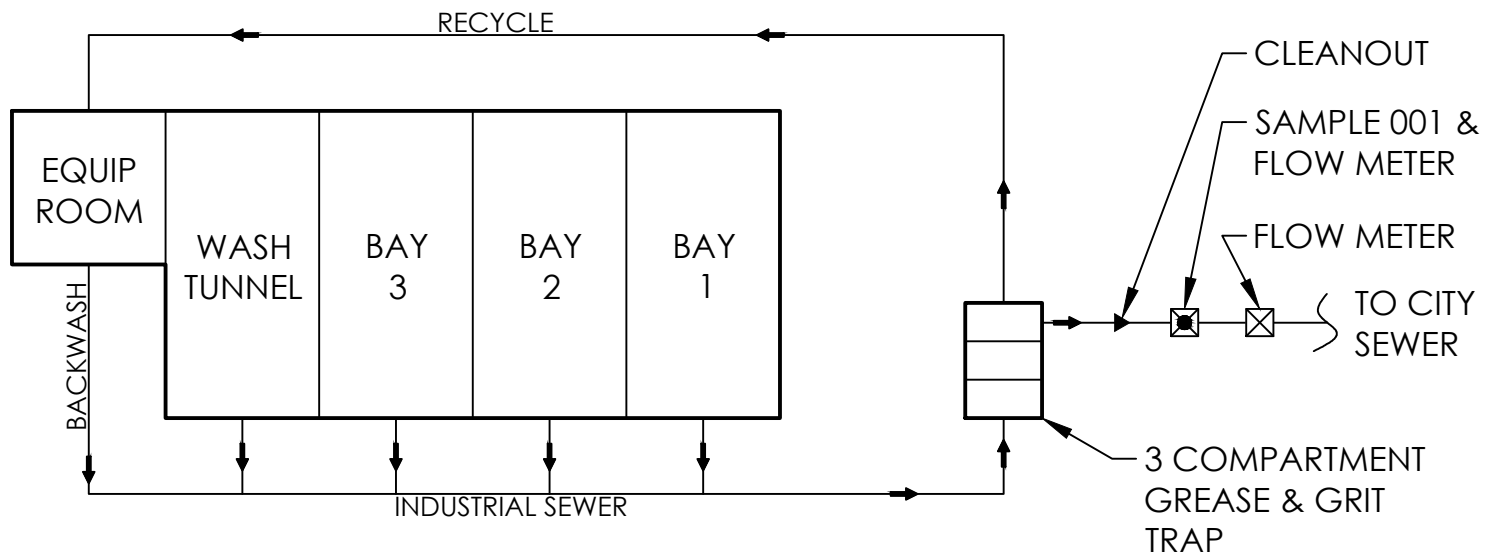 RECYCLE
CLEANOUT
SAMPLE 001 &
FLOW METER
FLOW METER
TO CITY
SEWER
EQUIP
ROOM
WASH
TUNNEL
BAY
3
BAY
2
BAY
1
BACKWASH
INDUSTRIAL SEWER
3 COMPARTMENT
GREASE & GRIT
TRAP